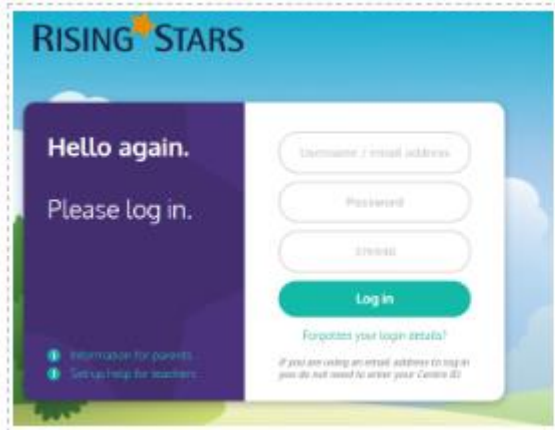 RISING STARS
Hello again.
Please log in.
Username / email address
Password
Log in
Forgotten your login details?
If you are using an email address to log in
you do not need to enter your Centre ID.
Information for parents
Set up help for teachers